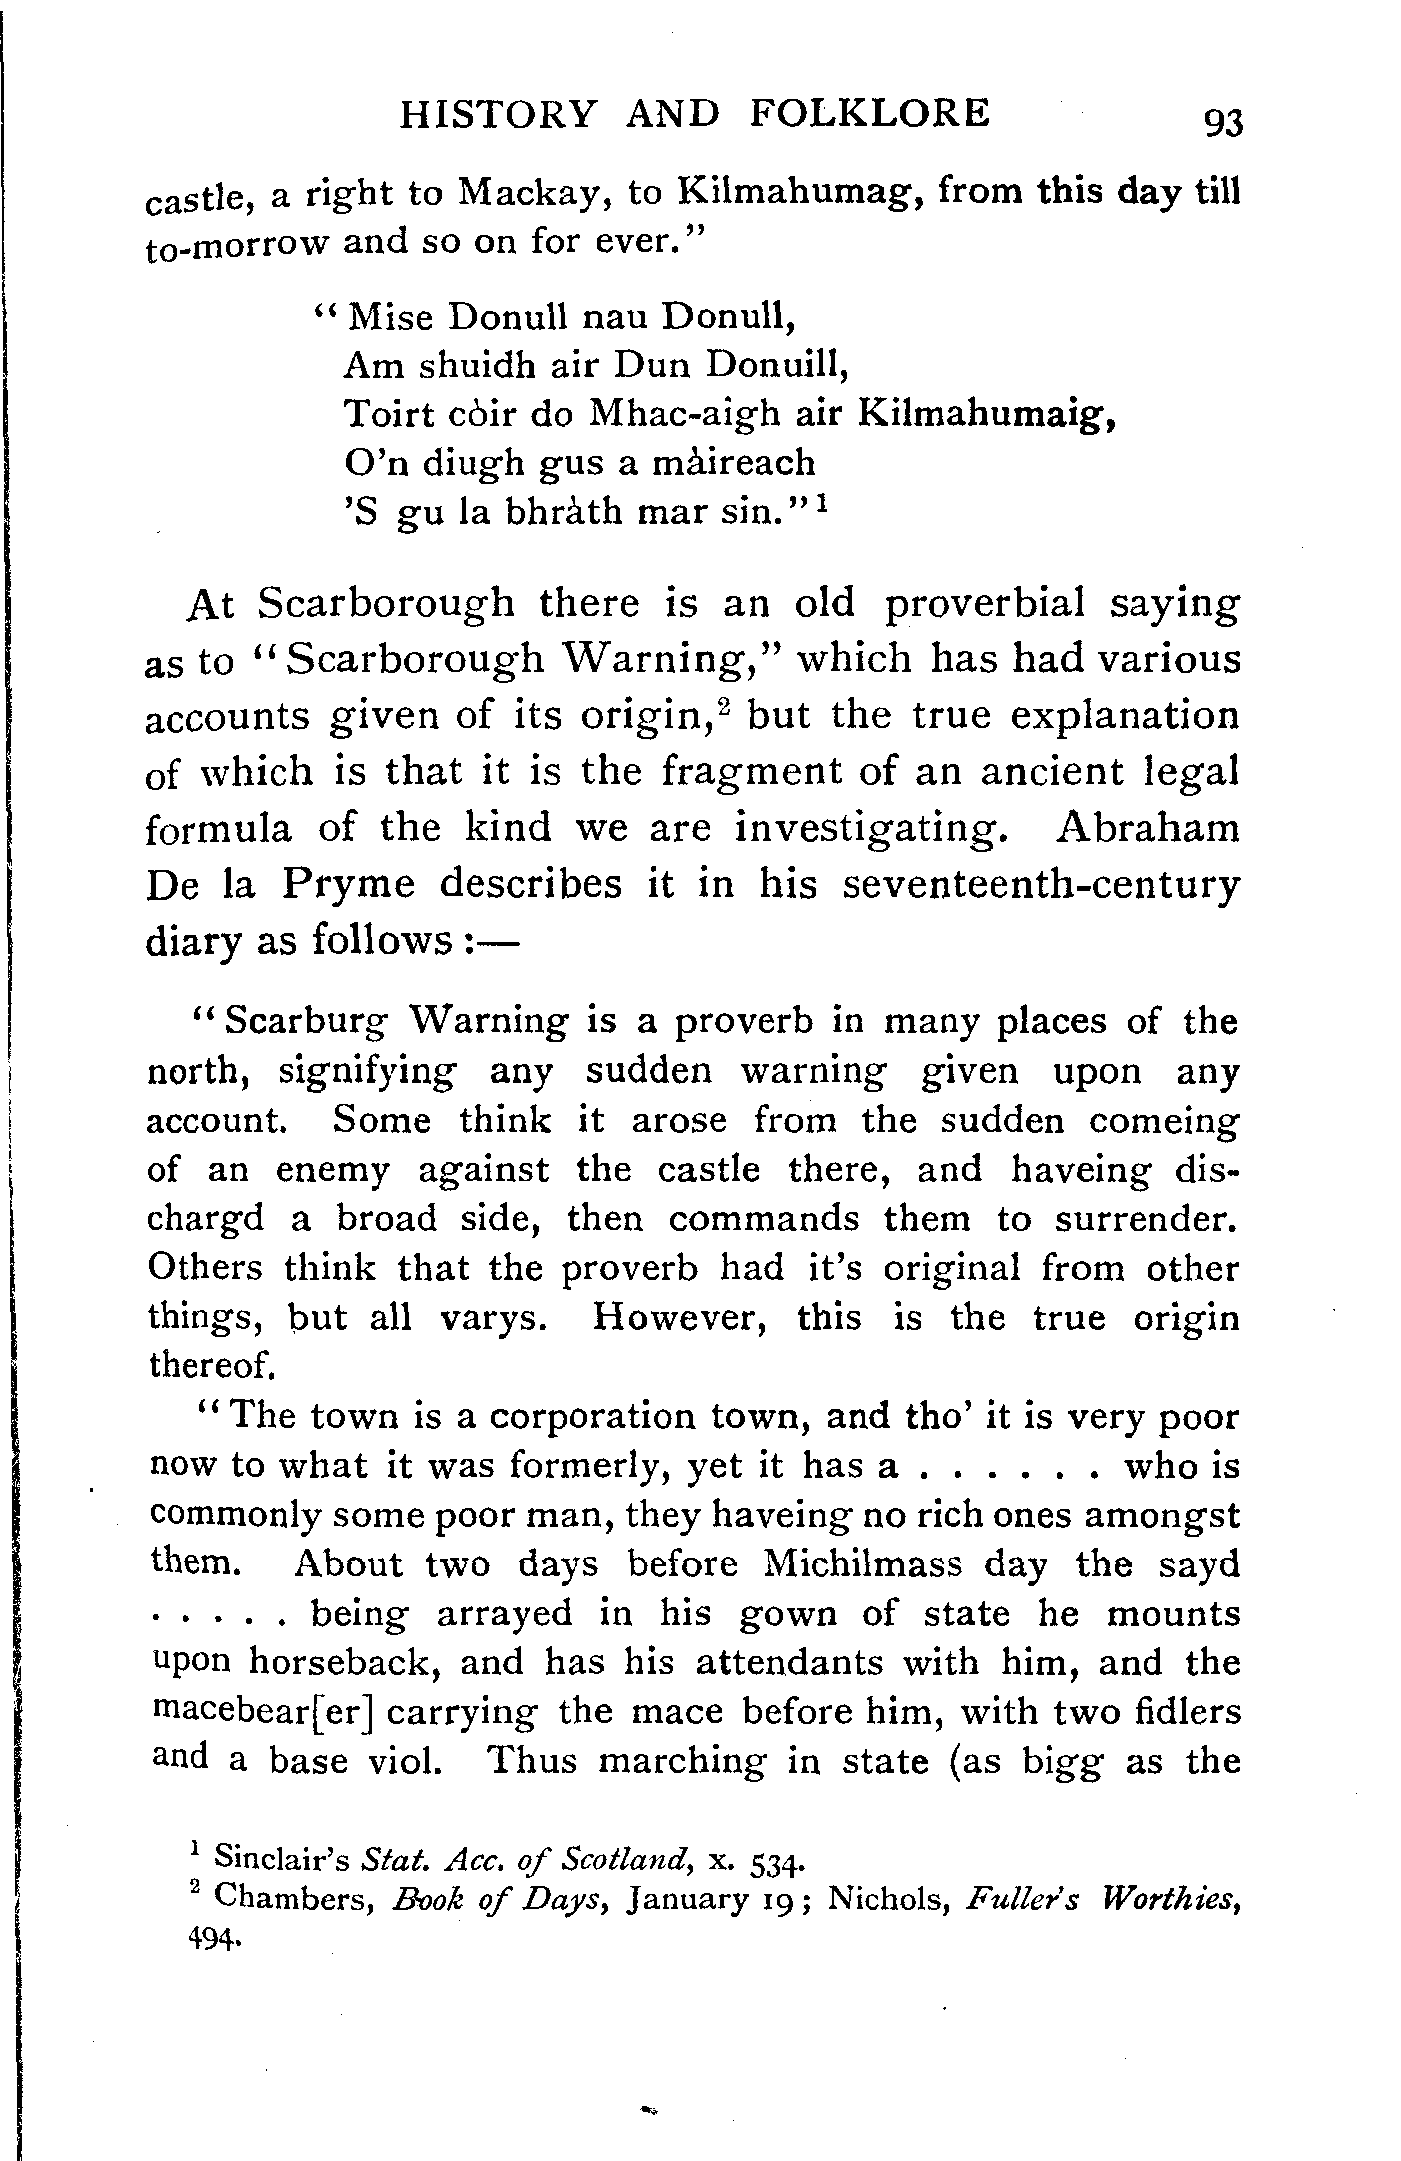 HISTORY AND FOLKLORE 93
castle, a right to Mackay, to Kilmahumag, from this day till
to-morrow and so on for ever."
"Mise Donull nau Donull,
Am shuidh air Dun Donuill,
Toirt còir do Mhac-aigh air Kilmahumaig,
O'n diugh gus a màireach
'S gu la bhràth mar sin."¹
At Scarborough there is an old proverbial saying
as to "Scarborough Warning," which has had various
accounts given of its origin,² but the true explanation
of which is that it is the fragment of an ancient legal
formula of the kind we are investigating. Abraham
De la Pryme describes it in his seventeenth-century
diary as follows:—
"Scarburg Warning is a proverb in many places of the
north, signifying any sudden warning given upon any
account. Some think it arose from the sudden comeing
of an enemy against the castle there, and haveing dis-
chargd a broad side, then commands them to surrender.
Others think that the proverb had it's original from other
things, but all varys. However, this is the true origin
thereof.
"The town is a corporation town, and tho' it is very poor
now to what it was formerly, yet it has a . . . . . . who is
commonly some poor man, they haveing no rich ones amongst
them. About two days before Michilmass day the sayd
. . . . . being arrayed in his gown of state he mounts
upon horseback, and has his attendants with him, and the
macebear[er] carrying the mace before him, with two fidlers
and a base viol. Thus marching in state (as bigg as the
¹ Sinclair's Stat. Acc. of Scotland, x. 534.
² Chambers, Book of Days, January 19; Nichols, Fuller's Worthies,
494.